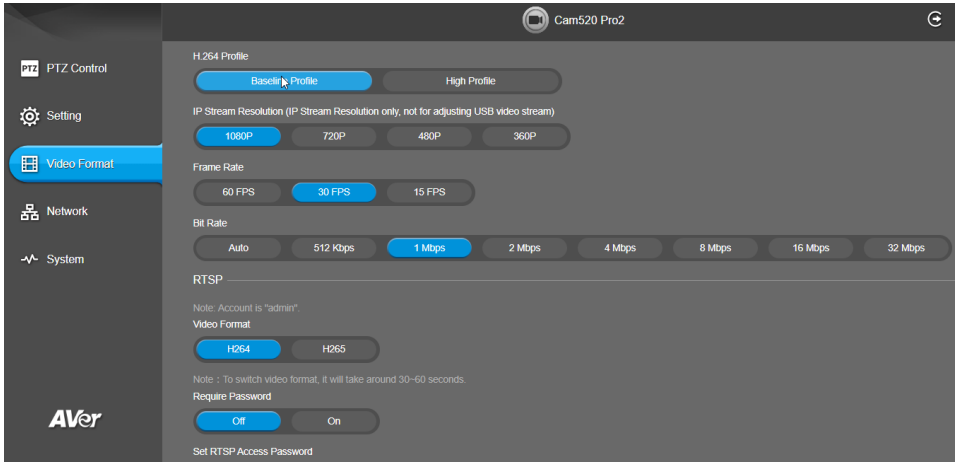 Cam520 Pro2
PTZ PTZ Control
Setting
Video Format
Network
System
AVer
H.264 Profile
Baseline Profile High Profile
IP Stream Resolution (IP Stream Resolution only, not for adjusting USB video stream)
1080P 720P 480P 360P
Frame Rate
60 FPS 30 FPS 15 FPS
Bit Rate
Auto 512 Kbps 1 Mbps 2 Mbps 4 Mbps 8 Mbps 16 Mbps 32 Mbps
RTSP
Note: Account is "admin".
Video Format
H264 H265
Note : To switch video format, it will take around 30~60 seconds.
Require Password
Off On
Set RTSP Access Password